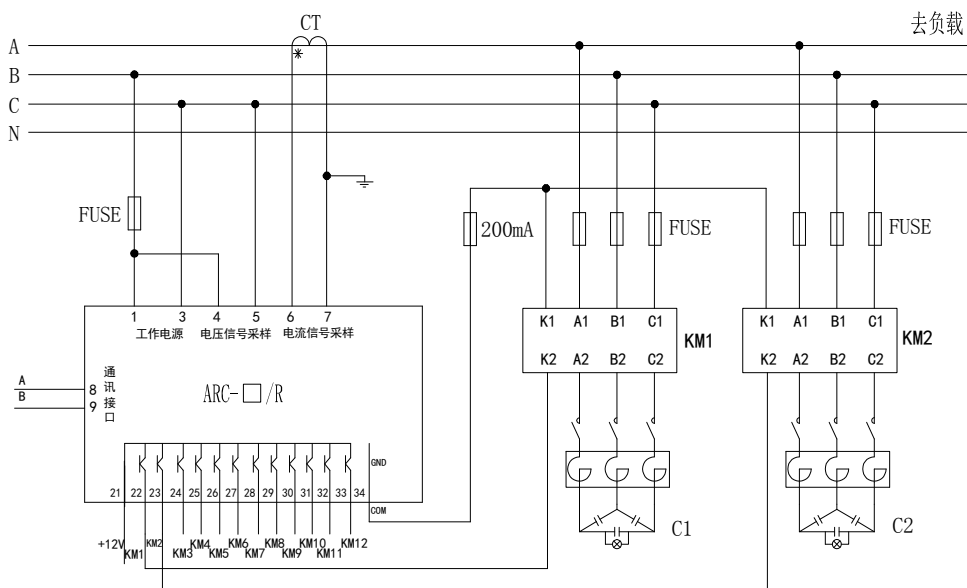 CT
去负载
A
B
C
N
*
FUSE
200mA
FUSE
FUSE
1 3 4 5 6 7
工作电源 电压信号采样 电流信号采样
K1 A1 B1 C1
K2 A2 B2 C2
KM1
K1 A1 B1 C1
K2 A2 B2 C2
KM2
A
B
8
9
通讯接口
ARC-□/R
GND
21 22 23 24 25 26 27 28 29 30 31 32 33 34
COM
+12V KM1 KM2 KM3 KM4 KM5 KM6 KM7 KM8 KM9 KM10 KM11 KM12
C1
C2